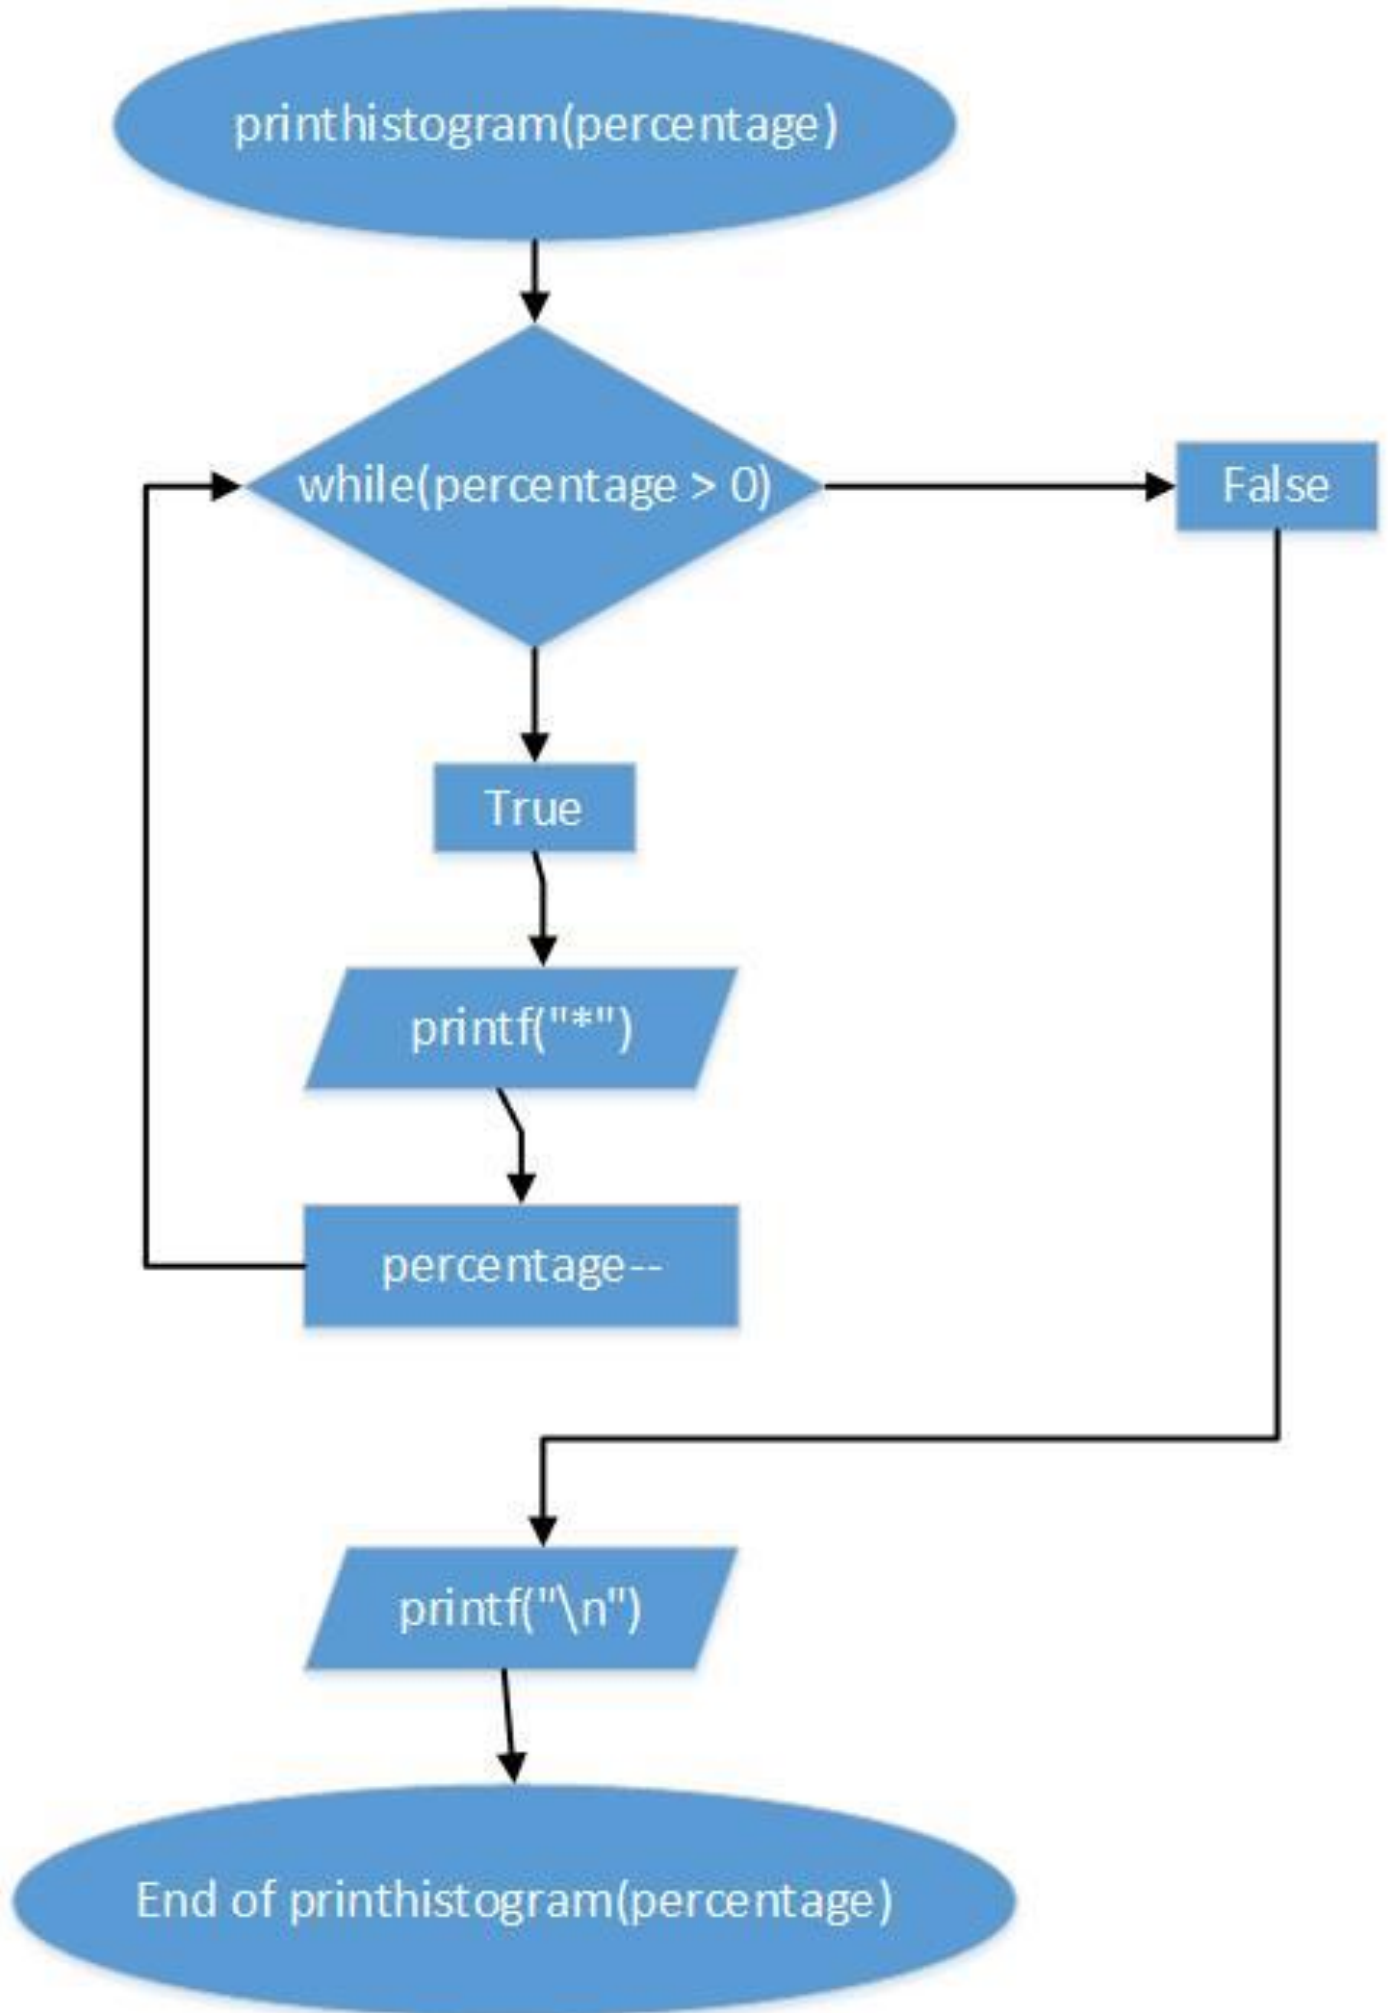 printhistogram(percentage)
while(percentage > 0)
False
True
printf("*")
percentage--
printf("\n")
End of printhistogram(percentage)